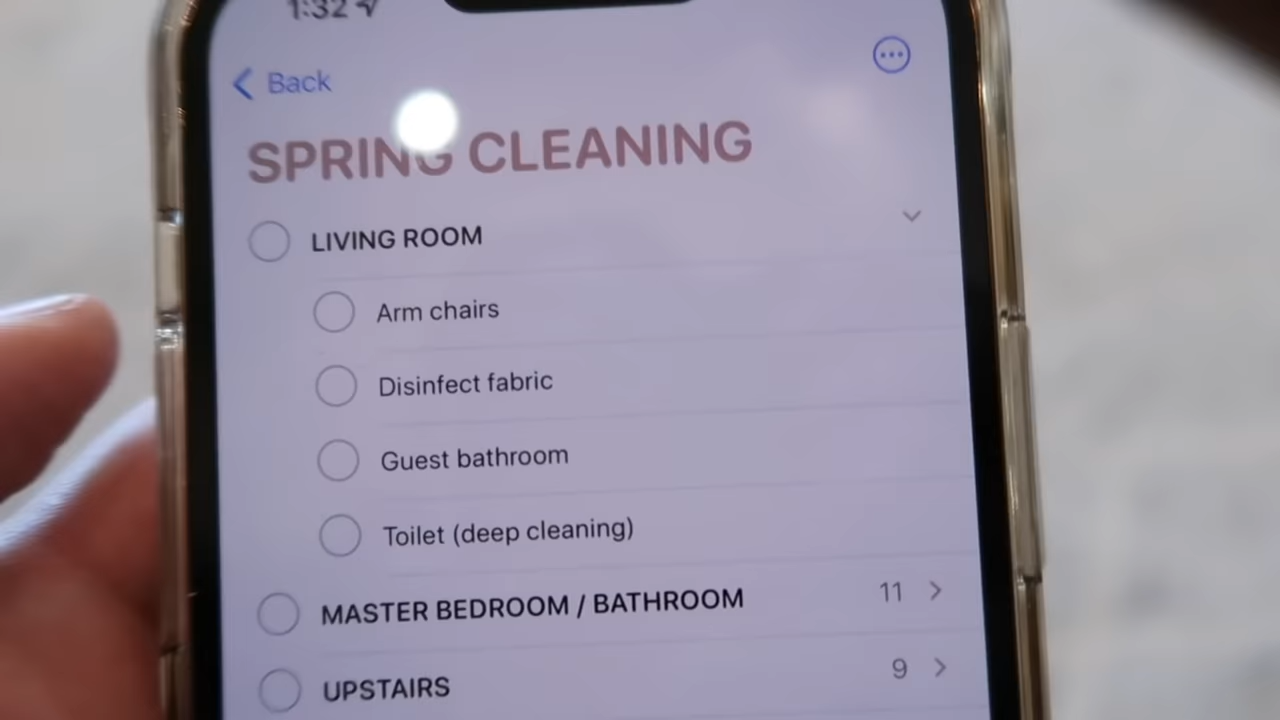 1:32
Back
SPRING CLEANING
LIVING ROOM
Arm chairs
Disinfect fabric
Guest bathroom
Toilet (deep cleaning)
MASTER BEDROOM / BATHROOM 11
UPSTAIRS 9